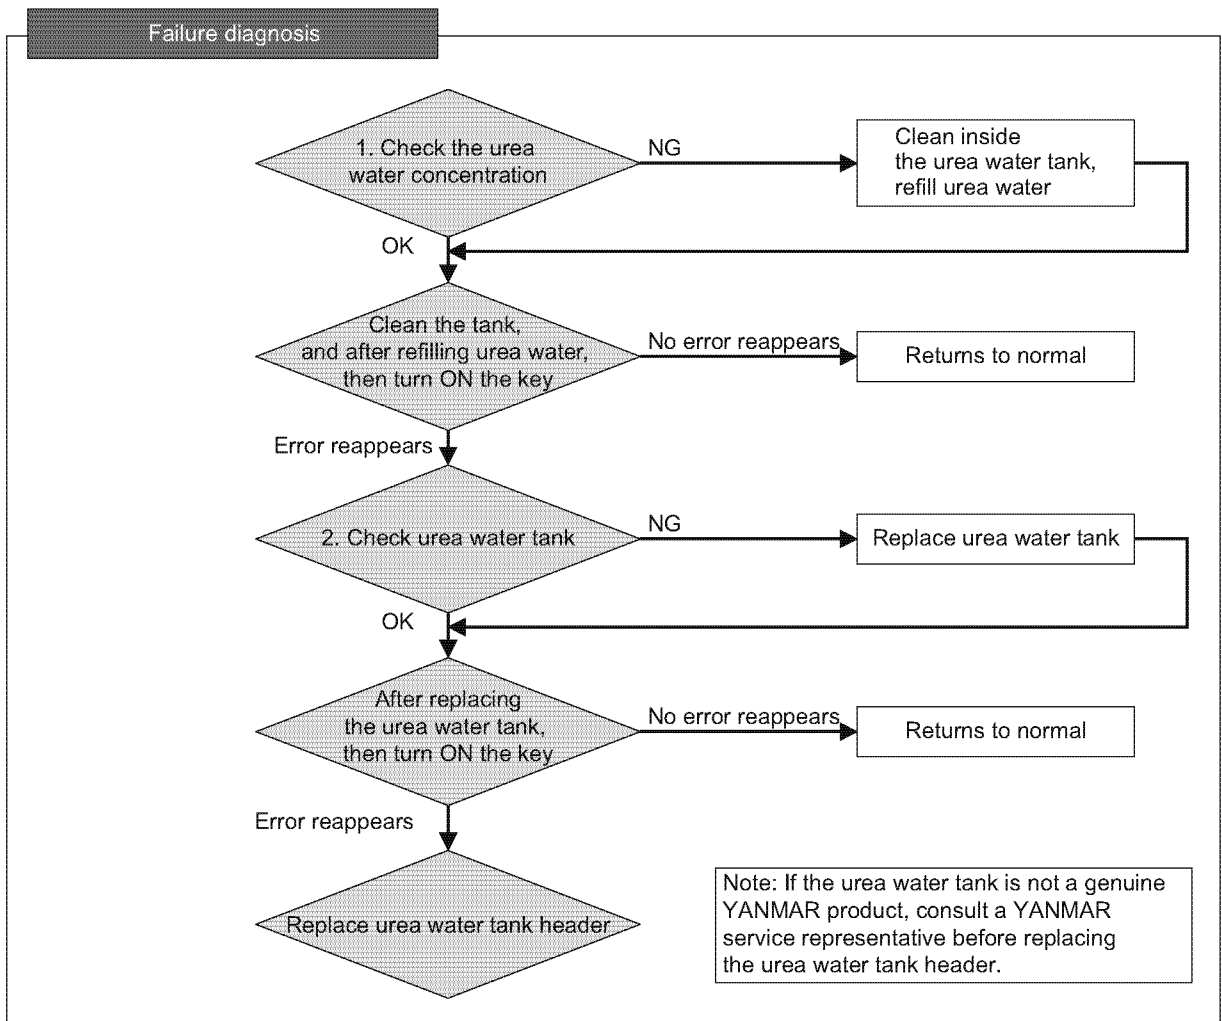 Failure diagnosis
1. Check the urea
water concentration
NG
Clean inside
the urea water tank,
refill urea water
OK
Clean the tank,
and after refilling urea water,
then turn ON the key
No error reappears
Returns to normal
Error reappears
2. Check urea water tank
NG
Replace urea water tank
OK
After replacing
the urea water tank,
then turn ON the key
No error reappears
Returns to normal
Error reappears
Replace urea water tank header
Note: If the urea water tank is not a genuine
YANMAR product, consult a YANMAR
service representative before replacing
the urea water tank header.